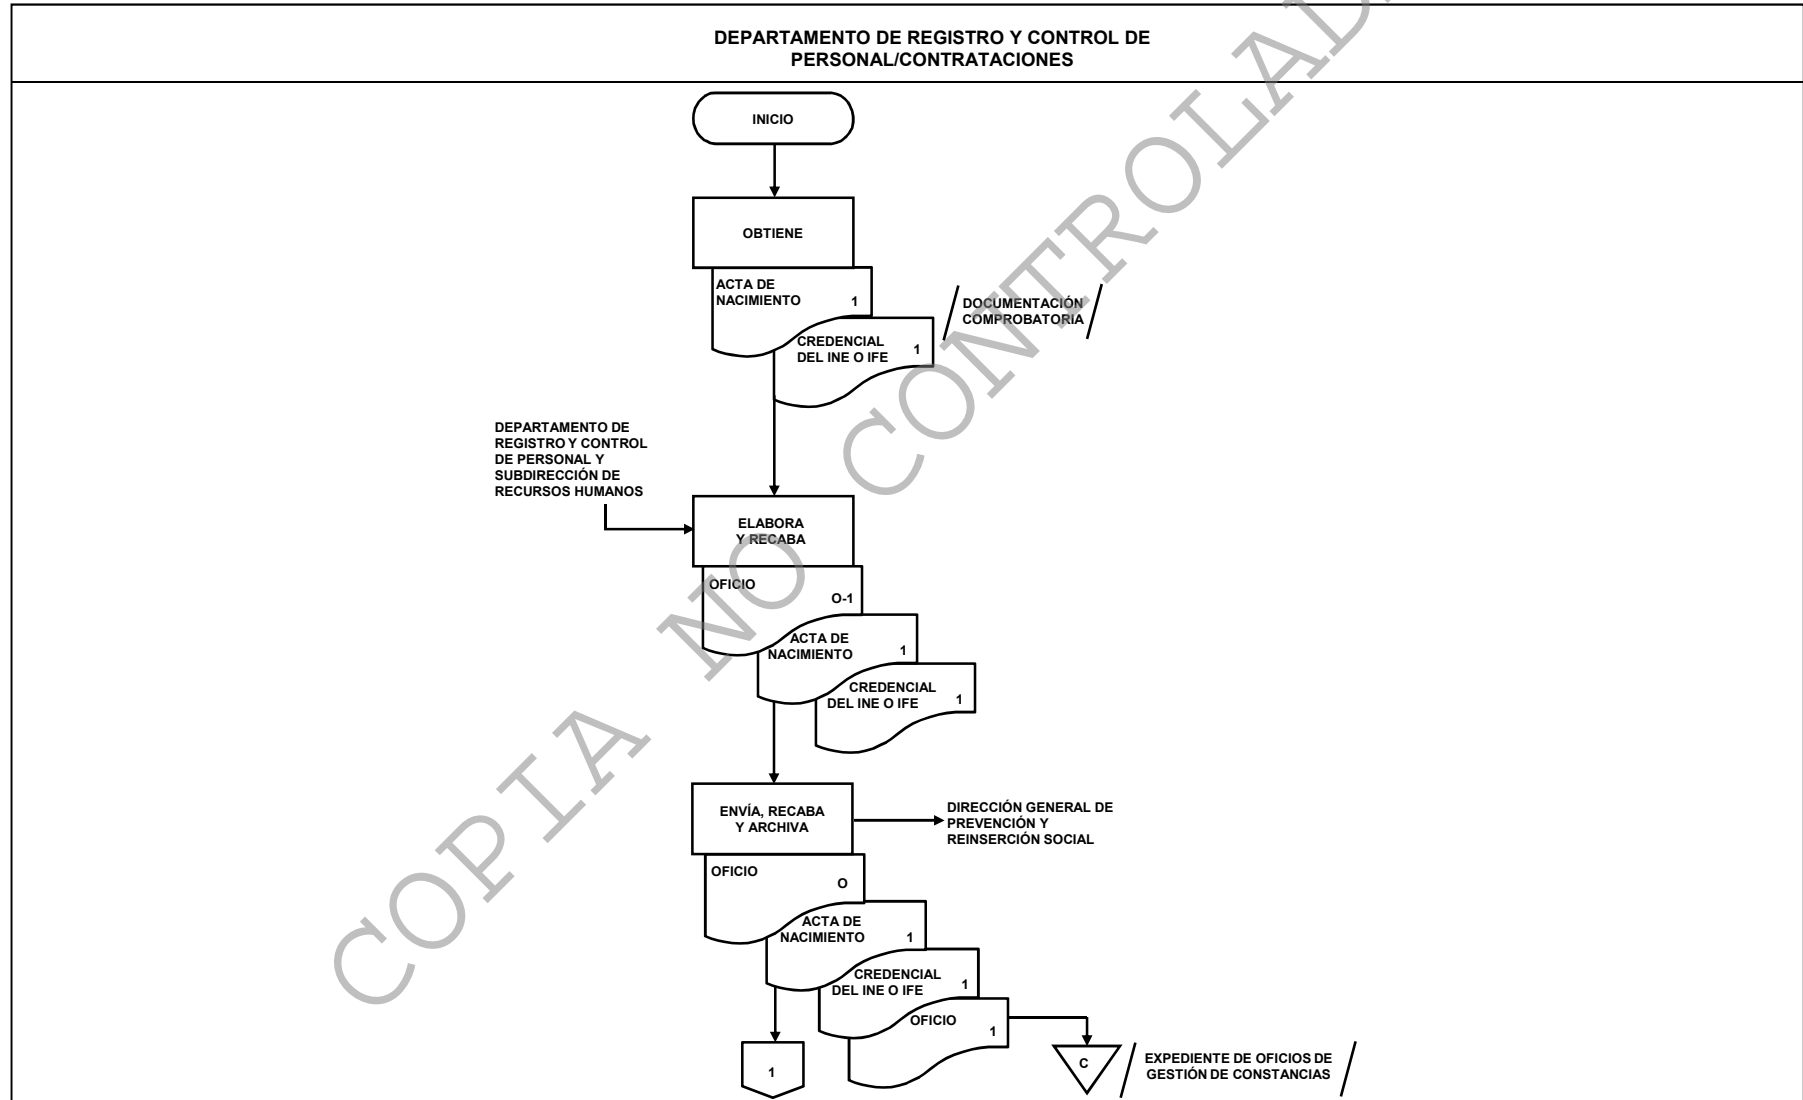 DEPARTAMENTO DE REGISTRO Y CONTROL DE
PERSONAL/CONTRATACIONES
INICIO
OBTIENE
ACTA DE
NACIMIENTO 1
CREDENCIAL
DEL INE O IFE 1
DOCUMENTACIÓN
COMPROBATORIA
DEPARTAMENTO DE
REGISTRO Y CONTROL
DE PERSONAL Y
SUBDIRECCIÓN DE
RECURSOS HUMANOS
ELABORA
Y RECABA
OFICIO
O-1
ACTA DE
NACIMIENTO 1
CREDENCIAL
DEL INE O IFE 1
ENVÍA, RECABA
Y ARCHIVA
DIRECCIÓN GENERAL DE
PREVENCIÓN Y
REINSERCIÓN SOCIAL
OFICIO
O
ACTA DE
NACIMIENTO 1
CREDENCIAL
DEL INE O IFE 1
OFICIO 1
1
C
EXPEDIENTE DE OFICIOS DE
GESTIÓN DE CONSTANCIAS
COPIA NO CONTROLAD